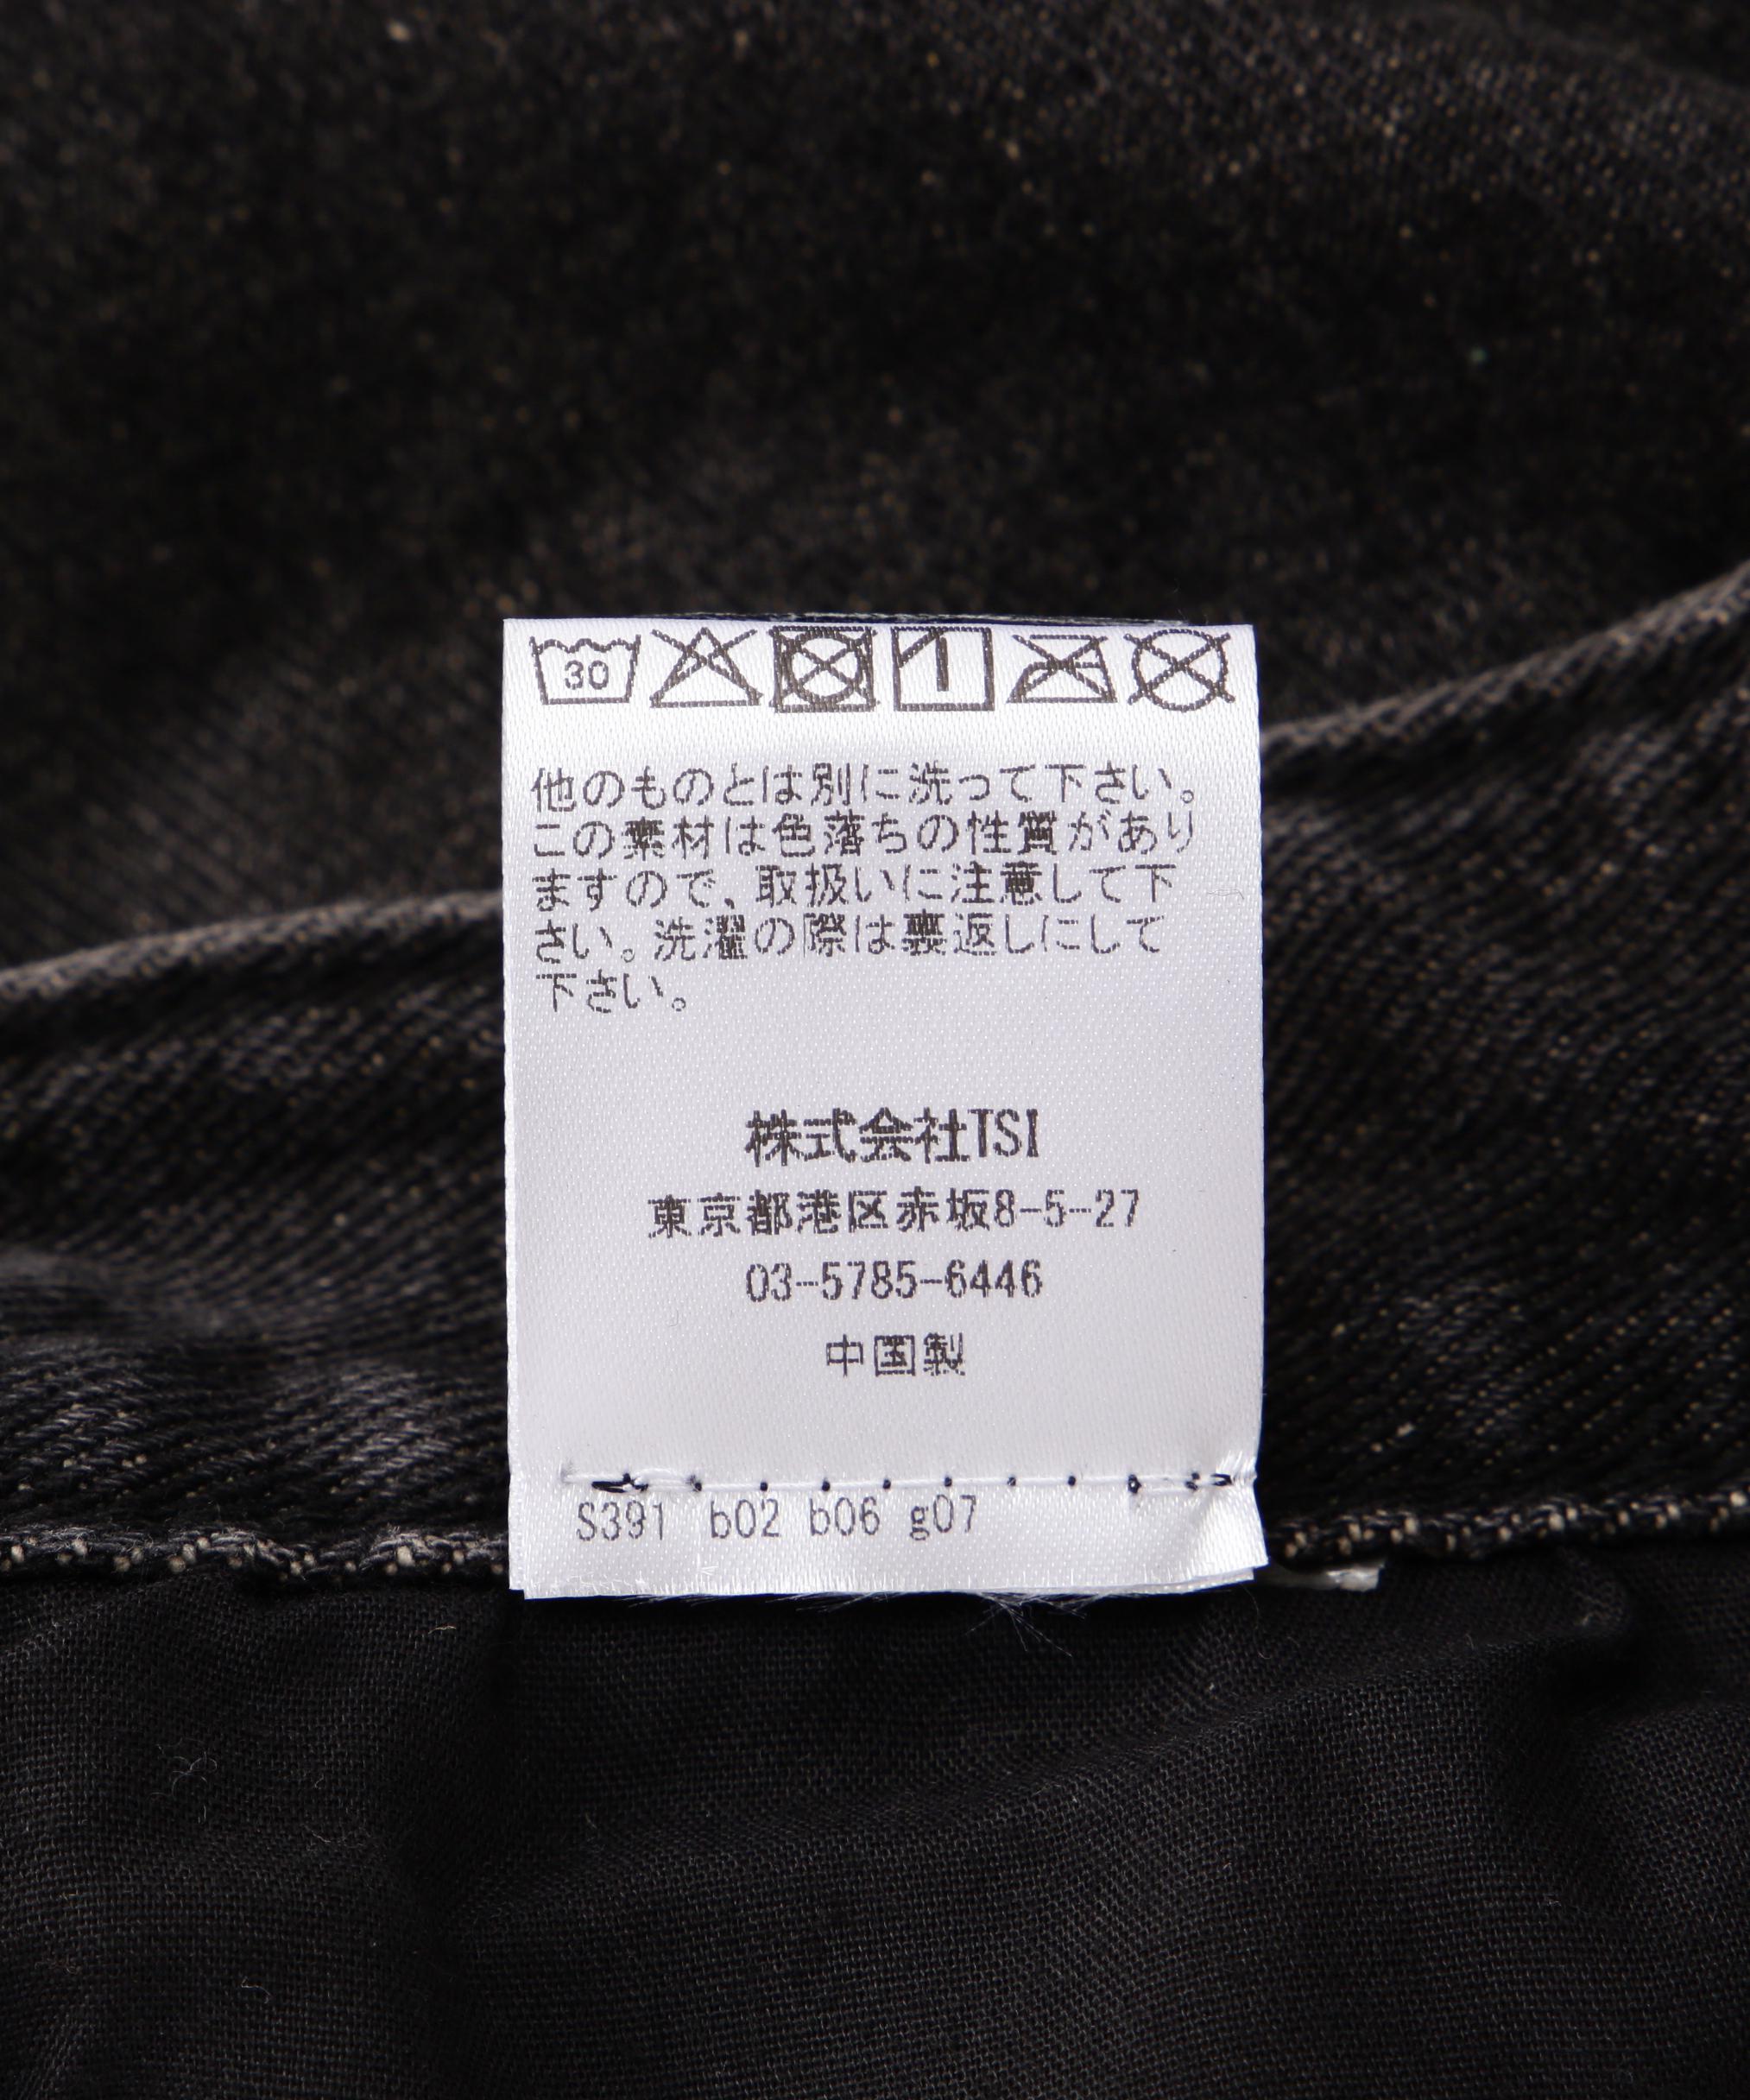 30
他のものとは別に洗って下さい。
この素材は色落ちの性質があり
ますので、取扱いに注意して下
さい。洗濯の際は裏返しにして
下さい。
株式会社TSI
東京都港区赤坂8-5-27
03-5785-6446
中国製
S391 b02 b06 g07